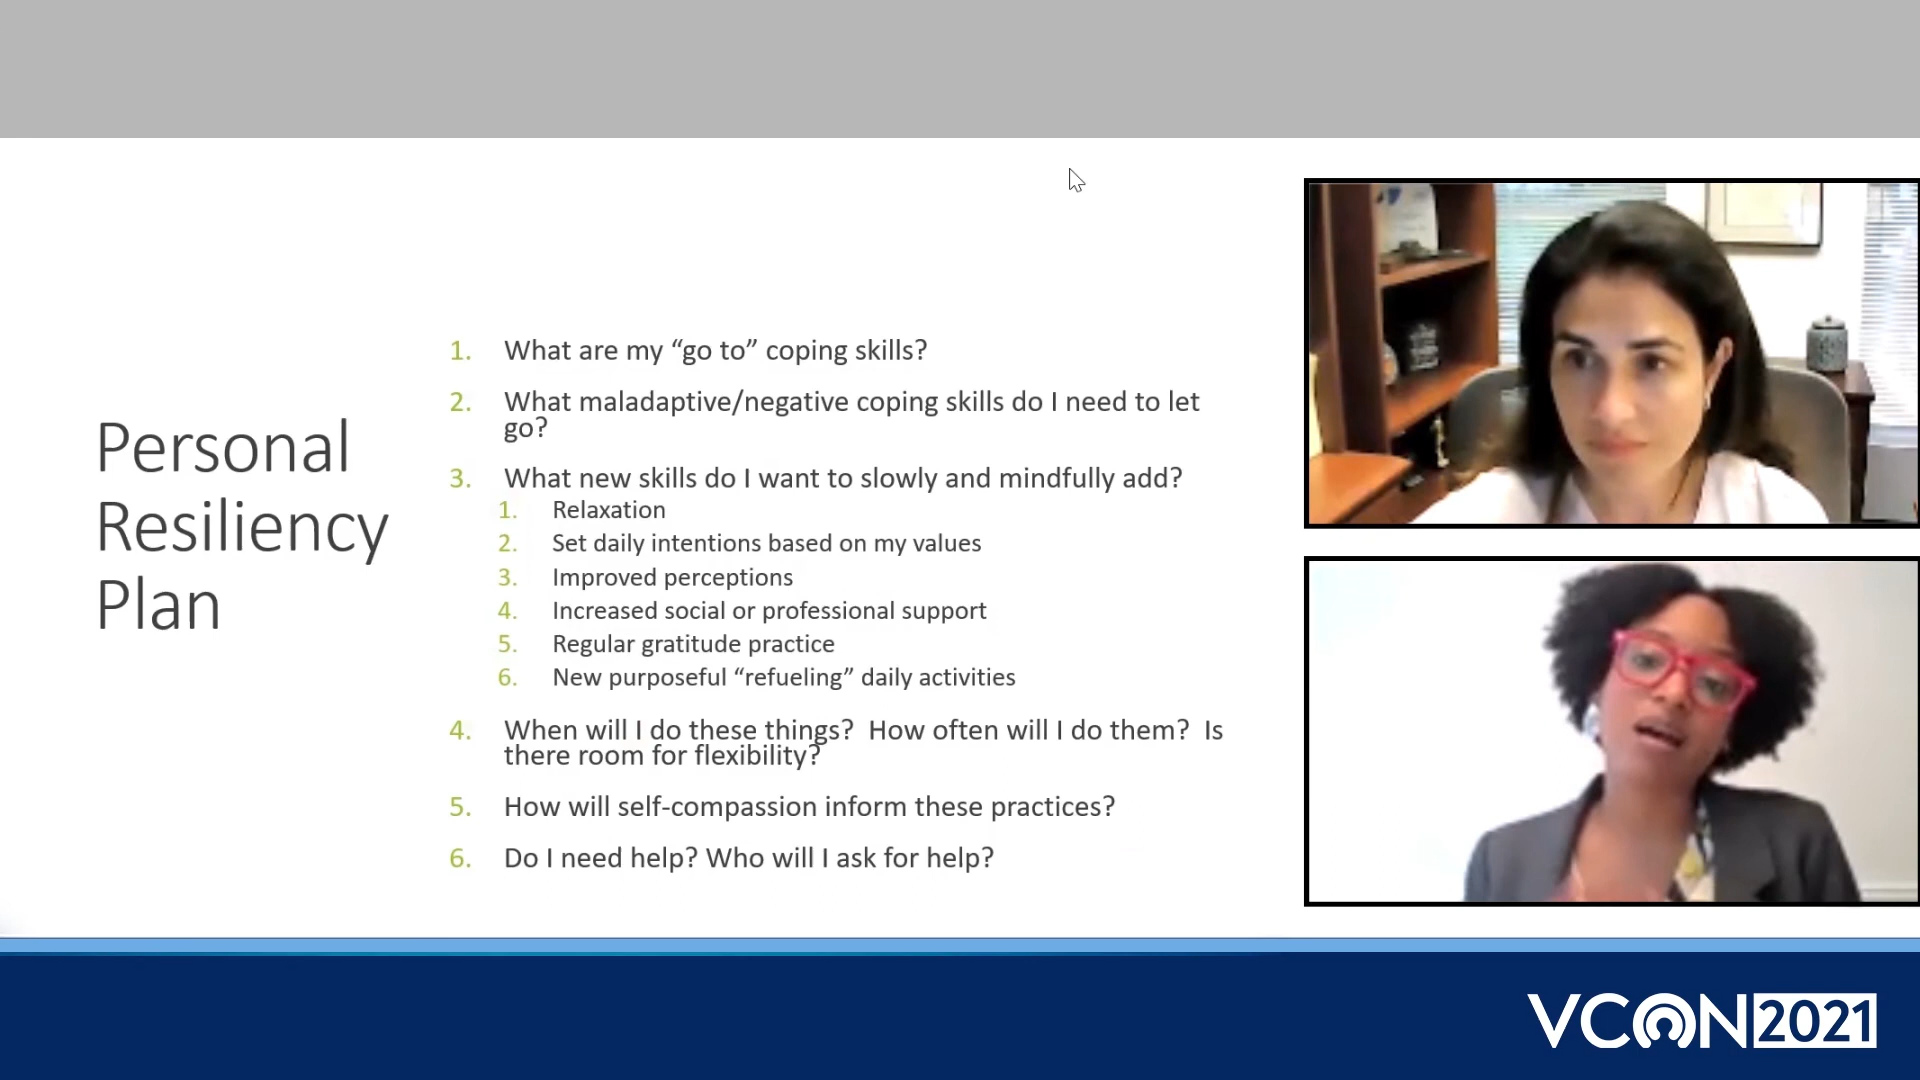 Personal
Resiliency
Plan
1. What are my “go to” coping skills?
2. What maladaptive/negative coping skills do I need to let
go?
3. What new skills do I want to slowly and mindfully add?
1. Relaxation
2. Set daily intentions based on my values
3. Improved perceptions
4. Increased social or professional support
5. Regular gratitude practice
6. New purposeful “refueling” daily activities
4. When will I do these things?  How often will I do them?  Is
there room for flexibility?
5. How will self-compassion inform these practices?
6. Do I need help? Who will I ask for help?
VCON2021